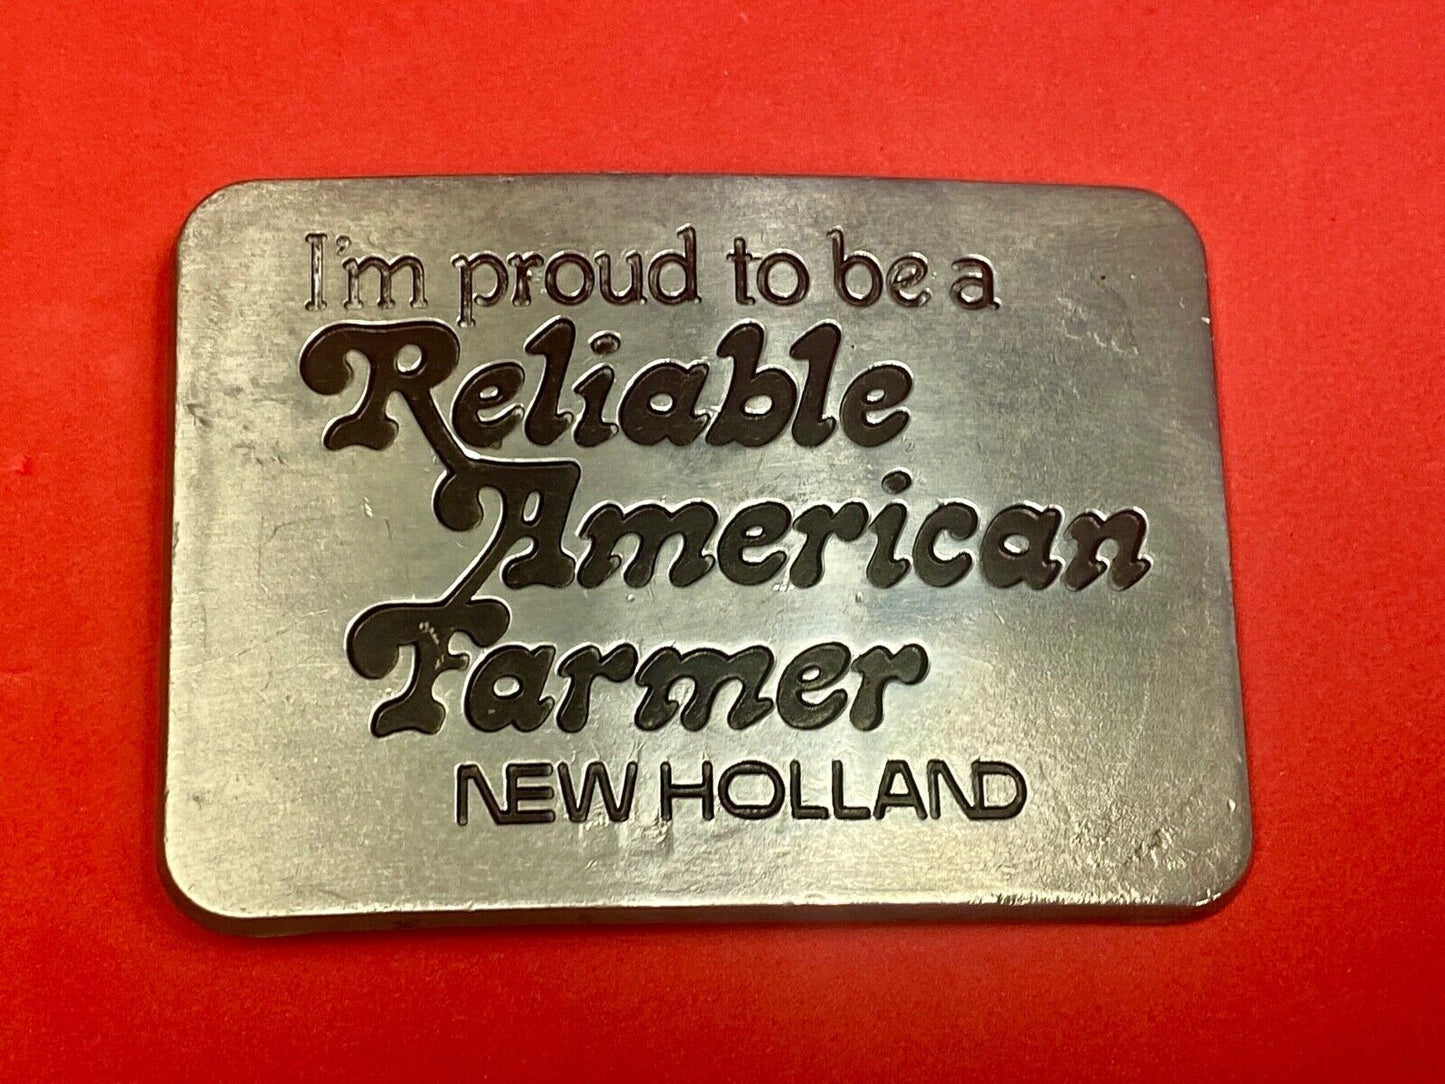 I'm proud to be a
Reliable
American
Farmer
NEW HOLLAND